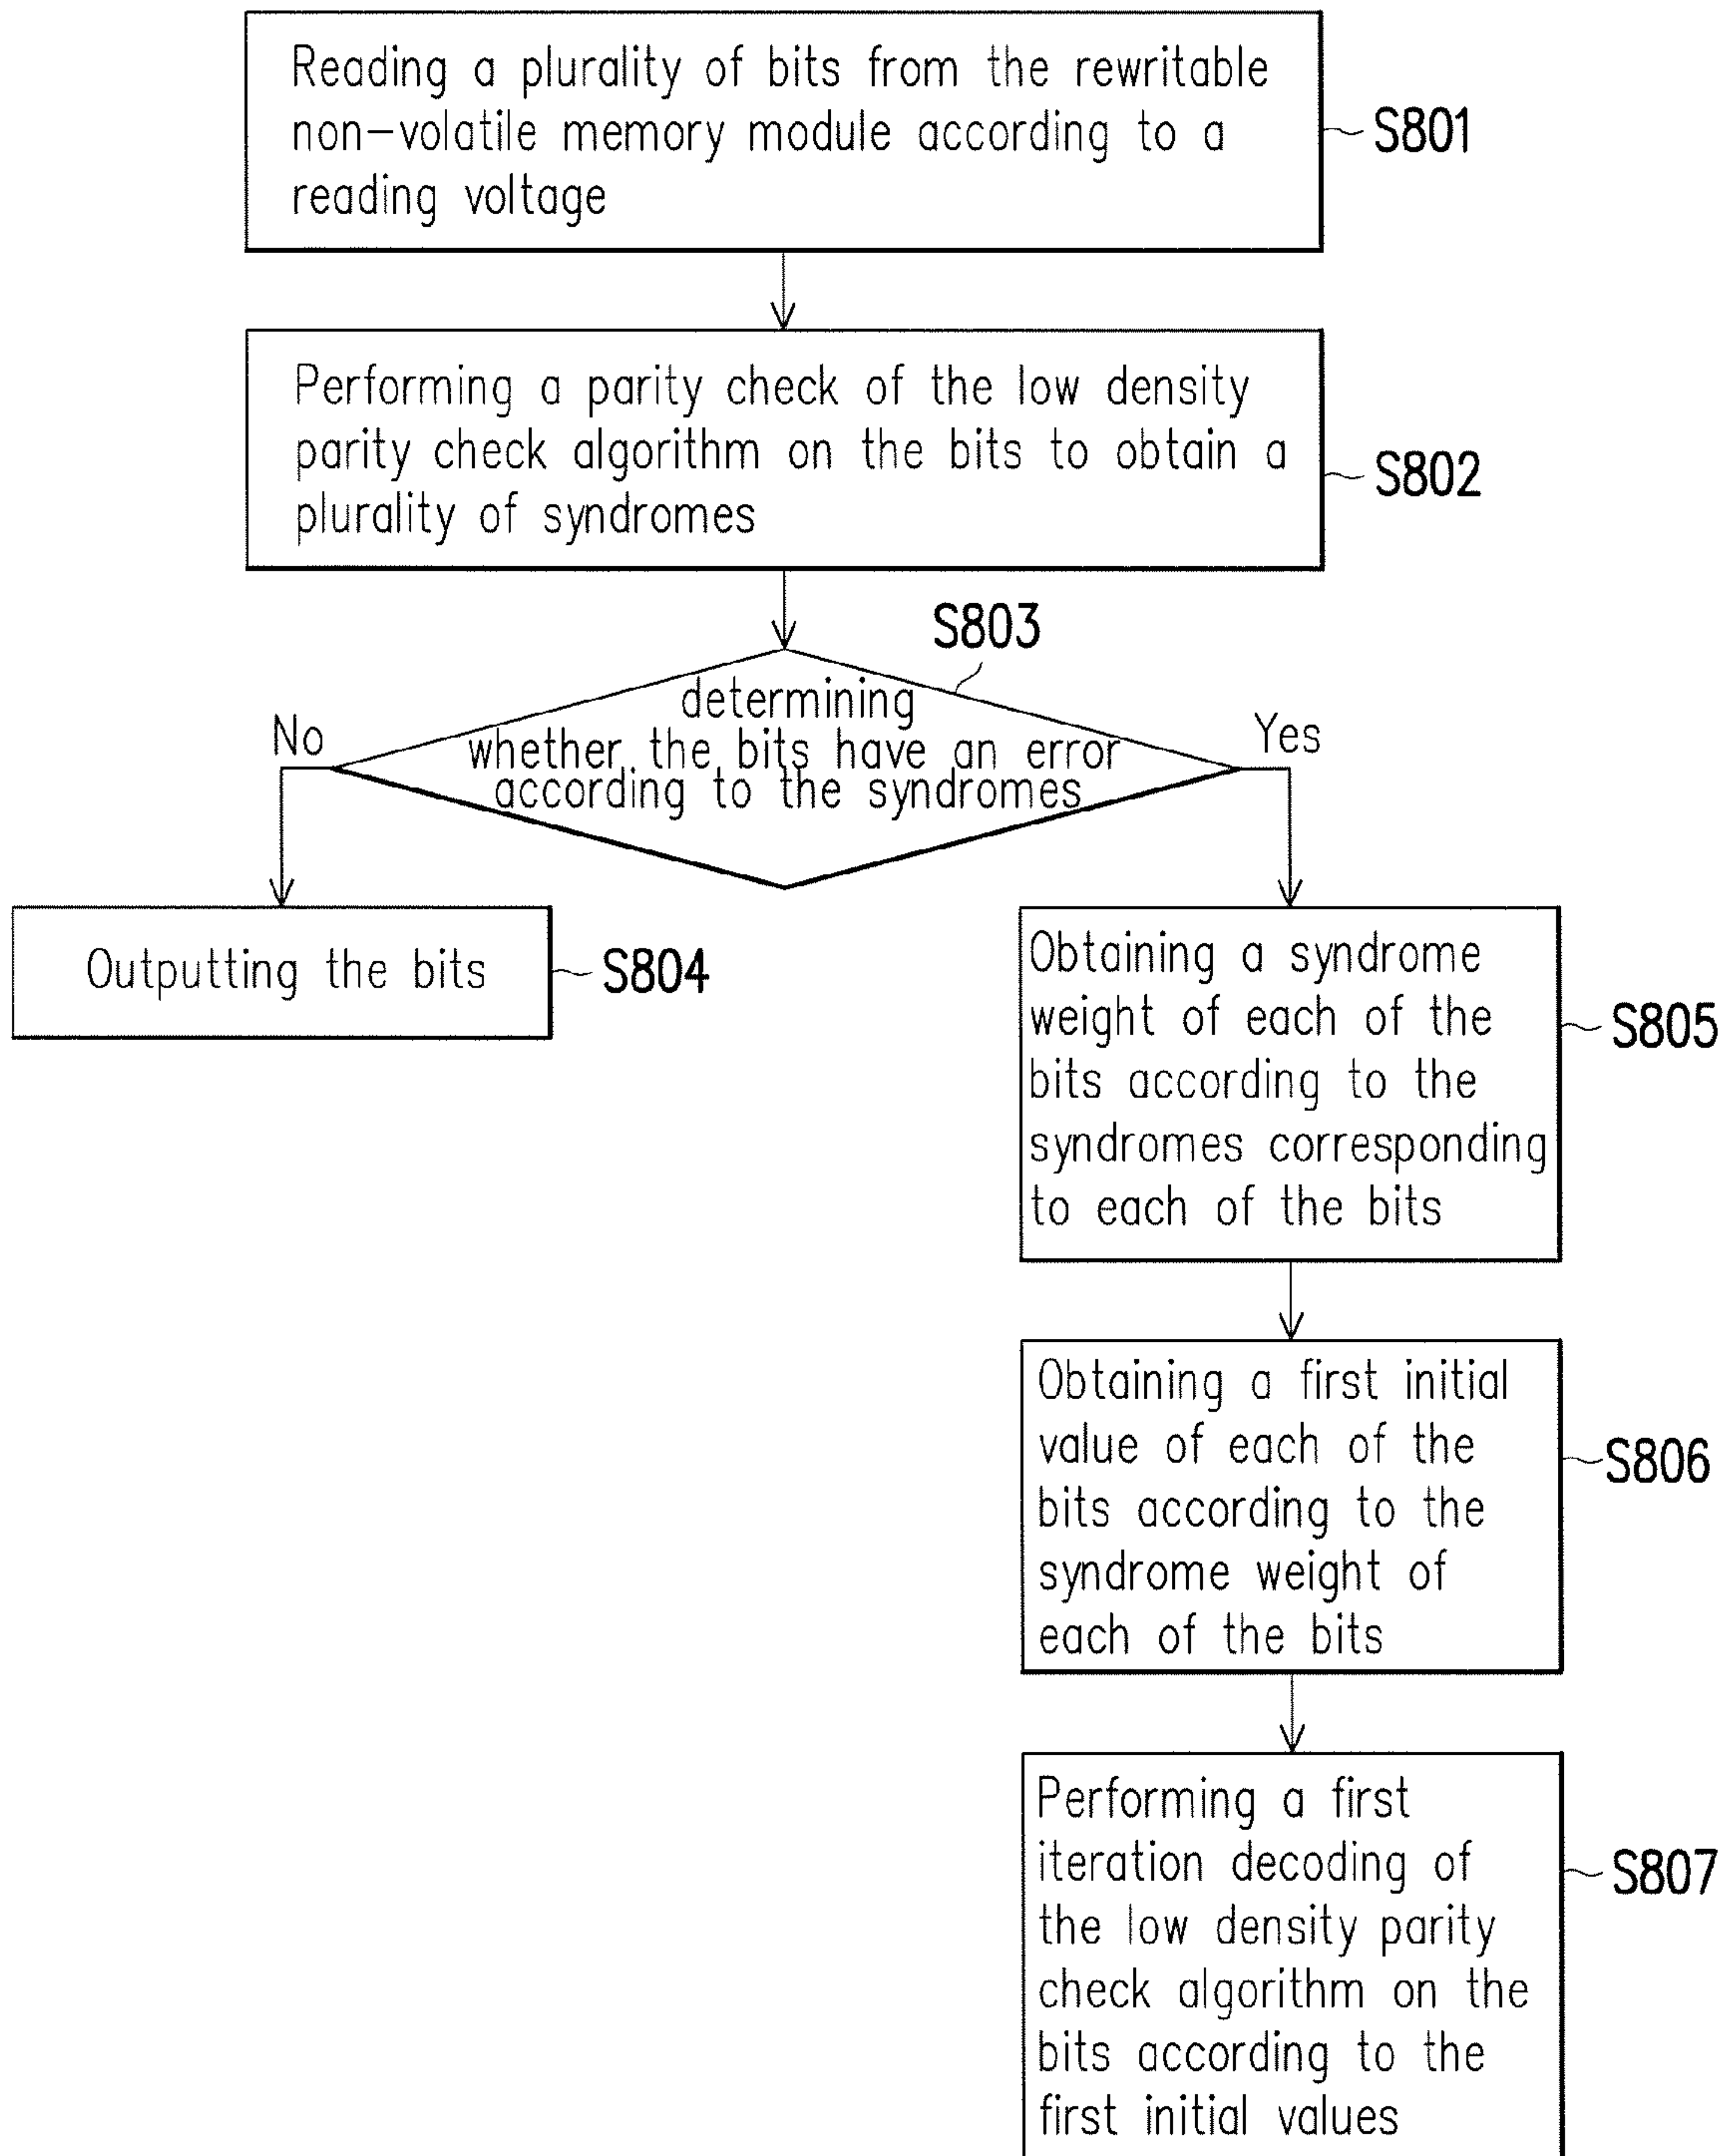 Reading a plurality of bits from the rewritable
non-volatile memory module according to a
reading voltage
S801
Performing a parity check of the low density
parity check algorithm on the bits to obtain a
plurality of syndromes
S802
S803
determining
whether the bits have an error
according to the syndromes
No
Yes
Outputting the bits
S804
Obtaining a syndrome
weight of each of the
bits according to the
syndromes corresponding
to each of the bits
S805
Obtaining a first initial
value of each of the
bits according to the
syndrome weight of
each of the bits
S806
Performing a first
iteration decoding of
the low density parity
check algorithm on the
bits according to the
first initial values
S807